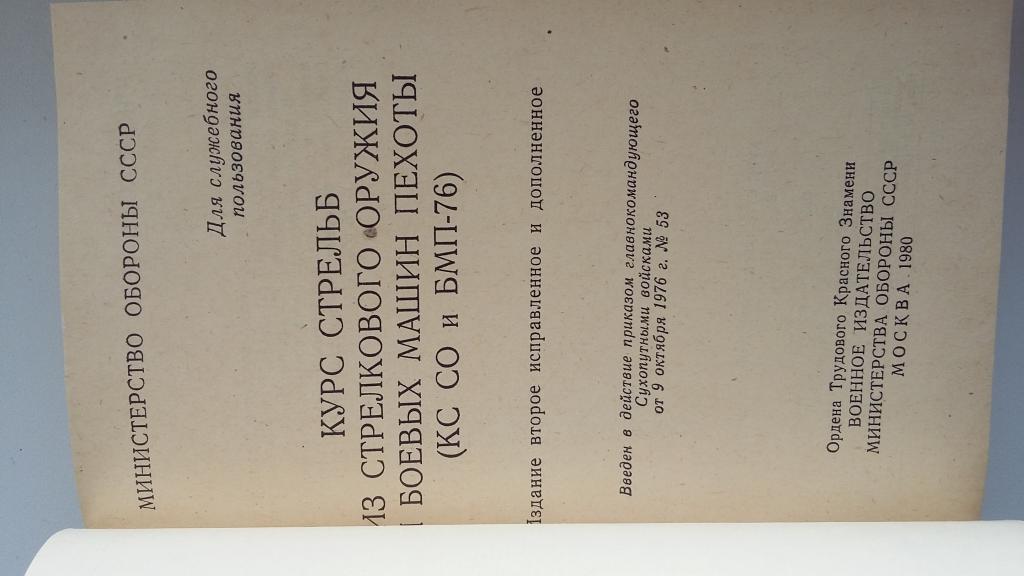 МИНИСТЕРСТВО ОБОРОНЫ СССР
Для служебного
пользования
КУРС СТРЕЛЬБ
ИЗ СТРЕЛКОВОГО ОРУЖИЯ
И БОЕВЫХ МАШИН ПЕХОТЫ
(КС СО и БМП-76)
Издание второе исправленное и дополненное
Введен в действие приказом главнокомандующего
Сухопутными войсками
от 9 октября 1976 г. № 53
Ордена Трудового Красного Знамени
ВОЕННОЕ ИЗДАТЕЛЬСТВО
МИНИСТЕРСТВА ОБОРОНЫ СССР
МОСКВА 1980